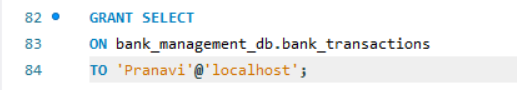 82 GRANT SELECT
83 ON bank_management_db.bank_transactions
84 TO 'Pranavi'@'localhost';